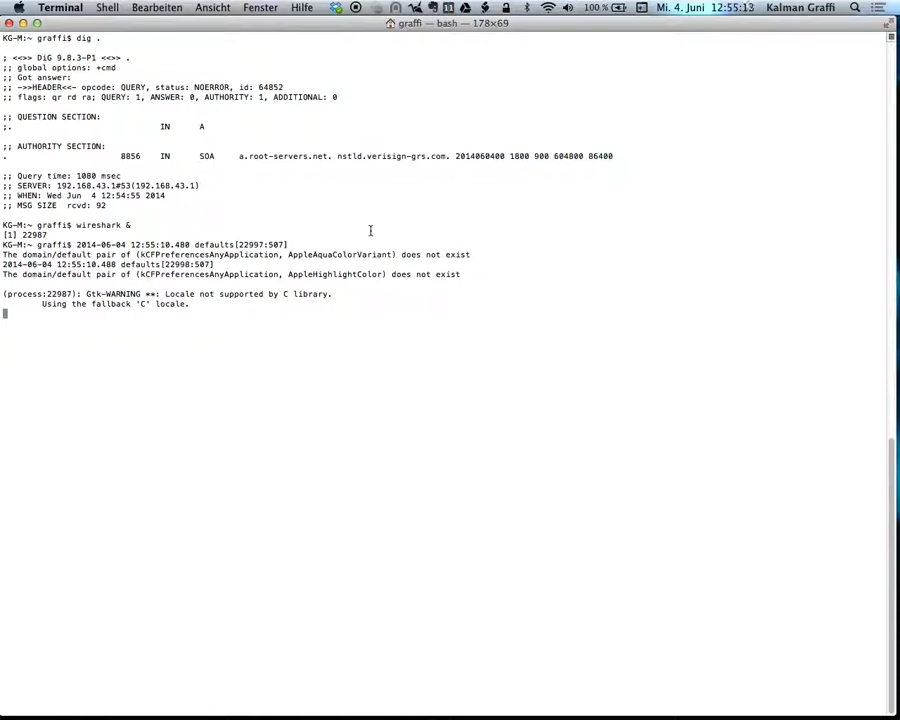 Terminal Shell Bearbeiten Ansicht Fenster Hilfe 11 100 % Mi. 4. Juni 12:55:13 Kalman Graffi
graffi — bash — 178×69
KG-M:~ graffi$ dig .
; <<>> DiG 9.8.3-P1 <<>> .
;; global options: +cmd
;; Got answer:
;; ->>HEADER<<- opcode: QUERY, status: NOERROR, id: 64852
;; flags: qr rd ra; QUERY: 1, ANSWER: 0, AUTHORITY: 1, ADDITIONAL: 0
;; QUESTION SECTION:
;. IN A
;; AUTHORITY SECTION:
. 8856 IN SOA a.root-servers.net. nstld.verisign-grs.com. 2014060400 1800 900 604800 86400
;; Query time: 1080 msec
;; SERVER: 192.168.43.1#53(192.168.43.1)
;; WHEN: Wed Jun 4 12:54:55 2014
;; MSG SIZE rcvd: 92
KG-M:~ graffi$ wireshark &
[1] 22987
KG-M:~ graffi$ 2014-06-04 12:55:10.480 defaults[22997:507]
The domain/default pair of (kCFPreferencesAnyApplication, AppleAquaColorVariant) does not exist
2014-06-04 12:55:10.488 defaults[22998:507]
The domain/default pair of (kCFPreferencesAnyApplication, AppleHighlightColor) does not exist
(process:22987): Gtk-WARNING **: Locale not supported by C library.
Using the fallback 'C' locale.